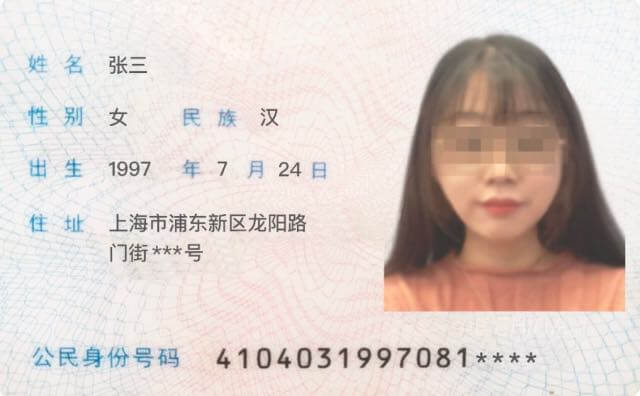 姓名 张三
性别 女 民族 汉
出生 1997 年 7 月 24 日
住址 上海市浦东新区龙阳路
门街***号
公民身份号码 4104031997081****